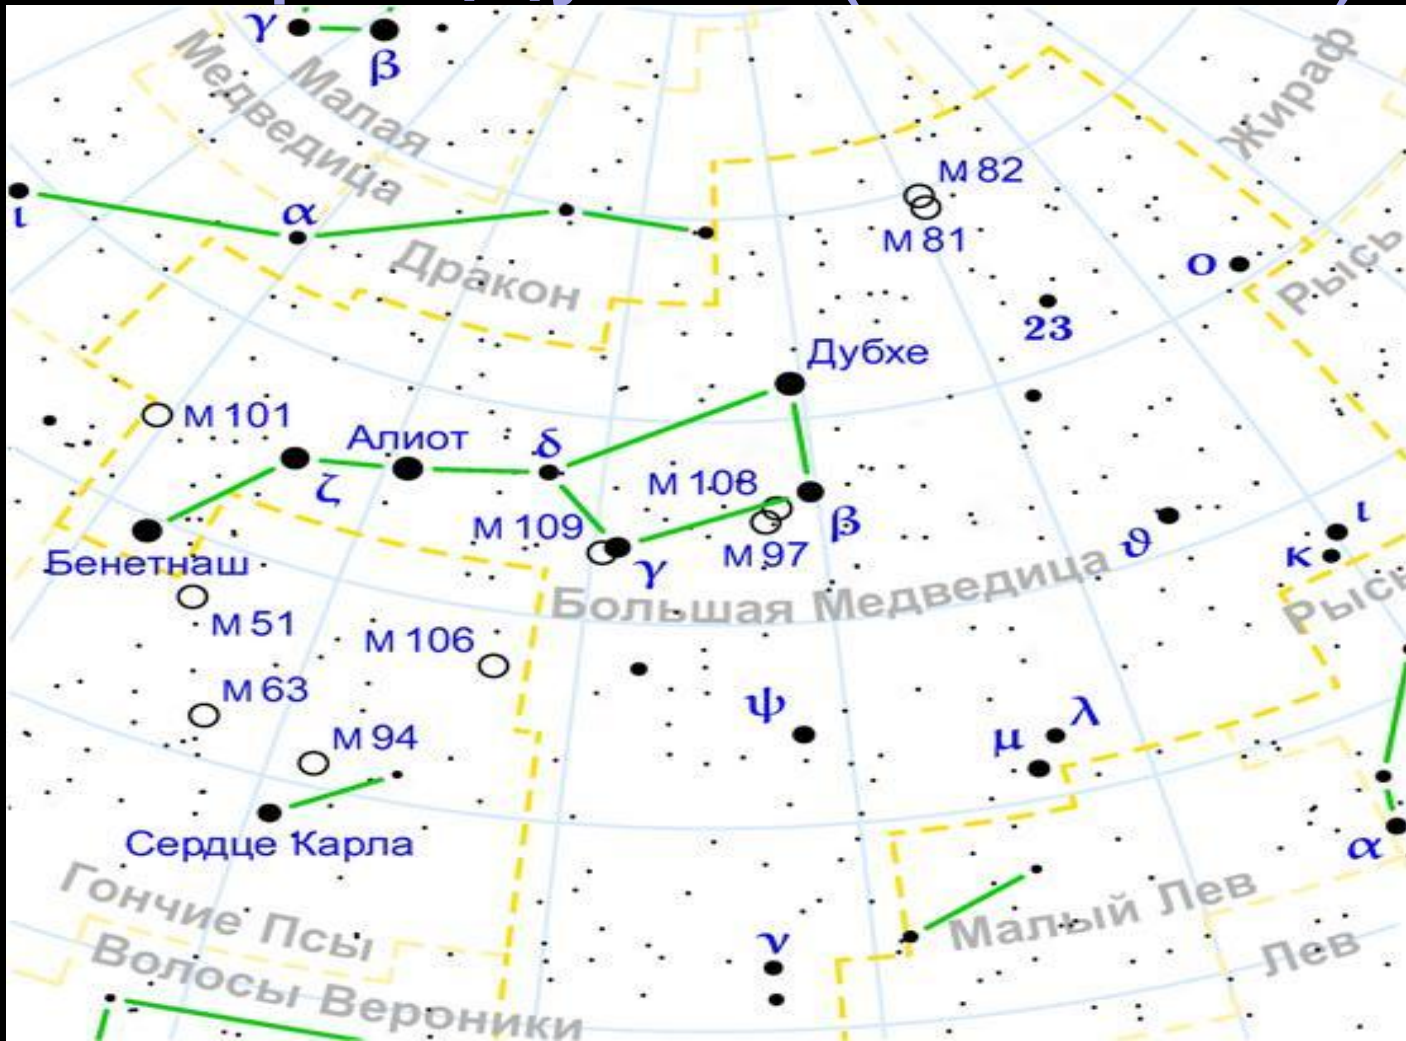 γ
β
Малая
Медведица
Жираф
ι
α
M 82
M 81
Дракон
ο
Рысь
23
Дубхе
M 101
Алиот
δ
ζ
M 108
β
M 109
γ
M 97
ϑ
ι
κ
Бенетнаш
Большая Медведица
Рысь
M 51
M 106
M 63
ψ
λ
μ
M 94
Сердце Карла
α
Гончие Псы
Малый Лев
ν
Лев
Волосы Вероники